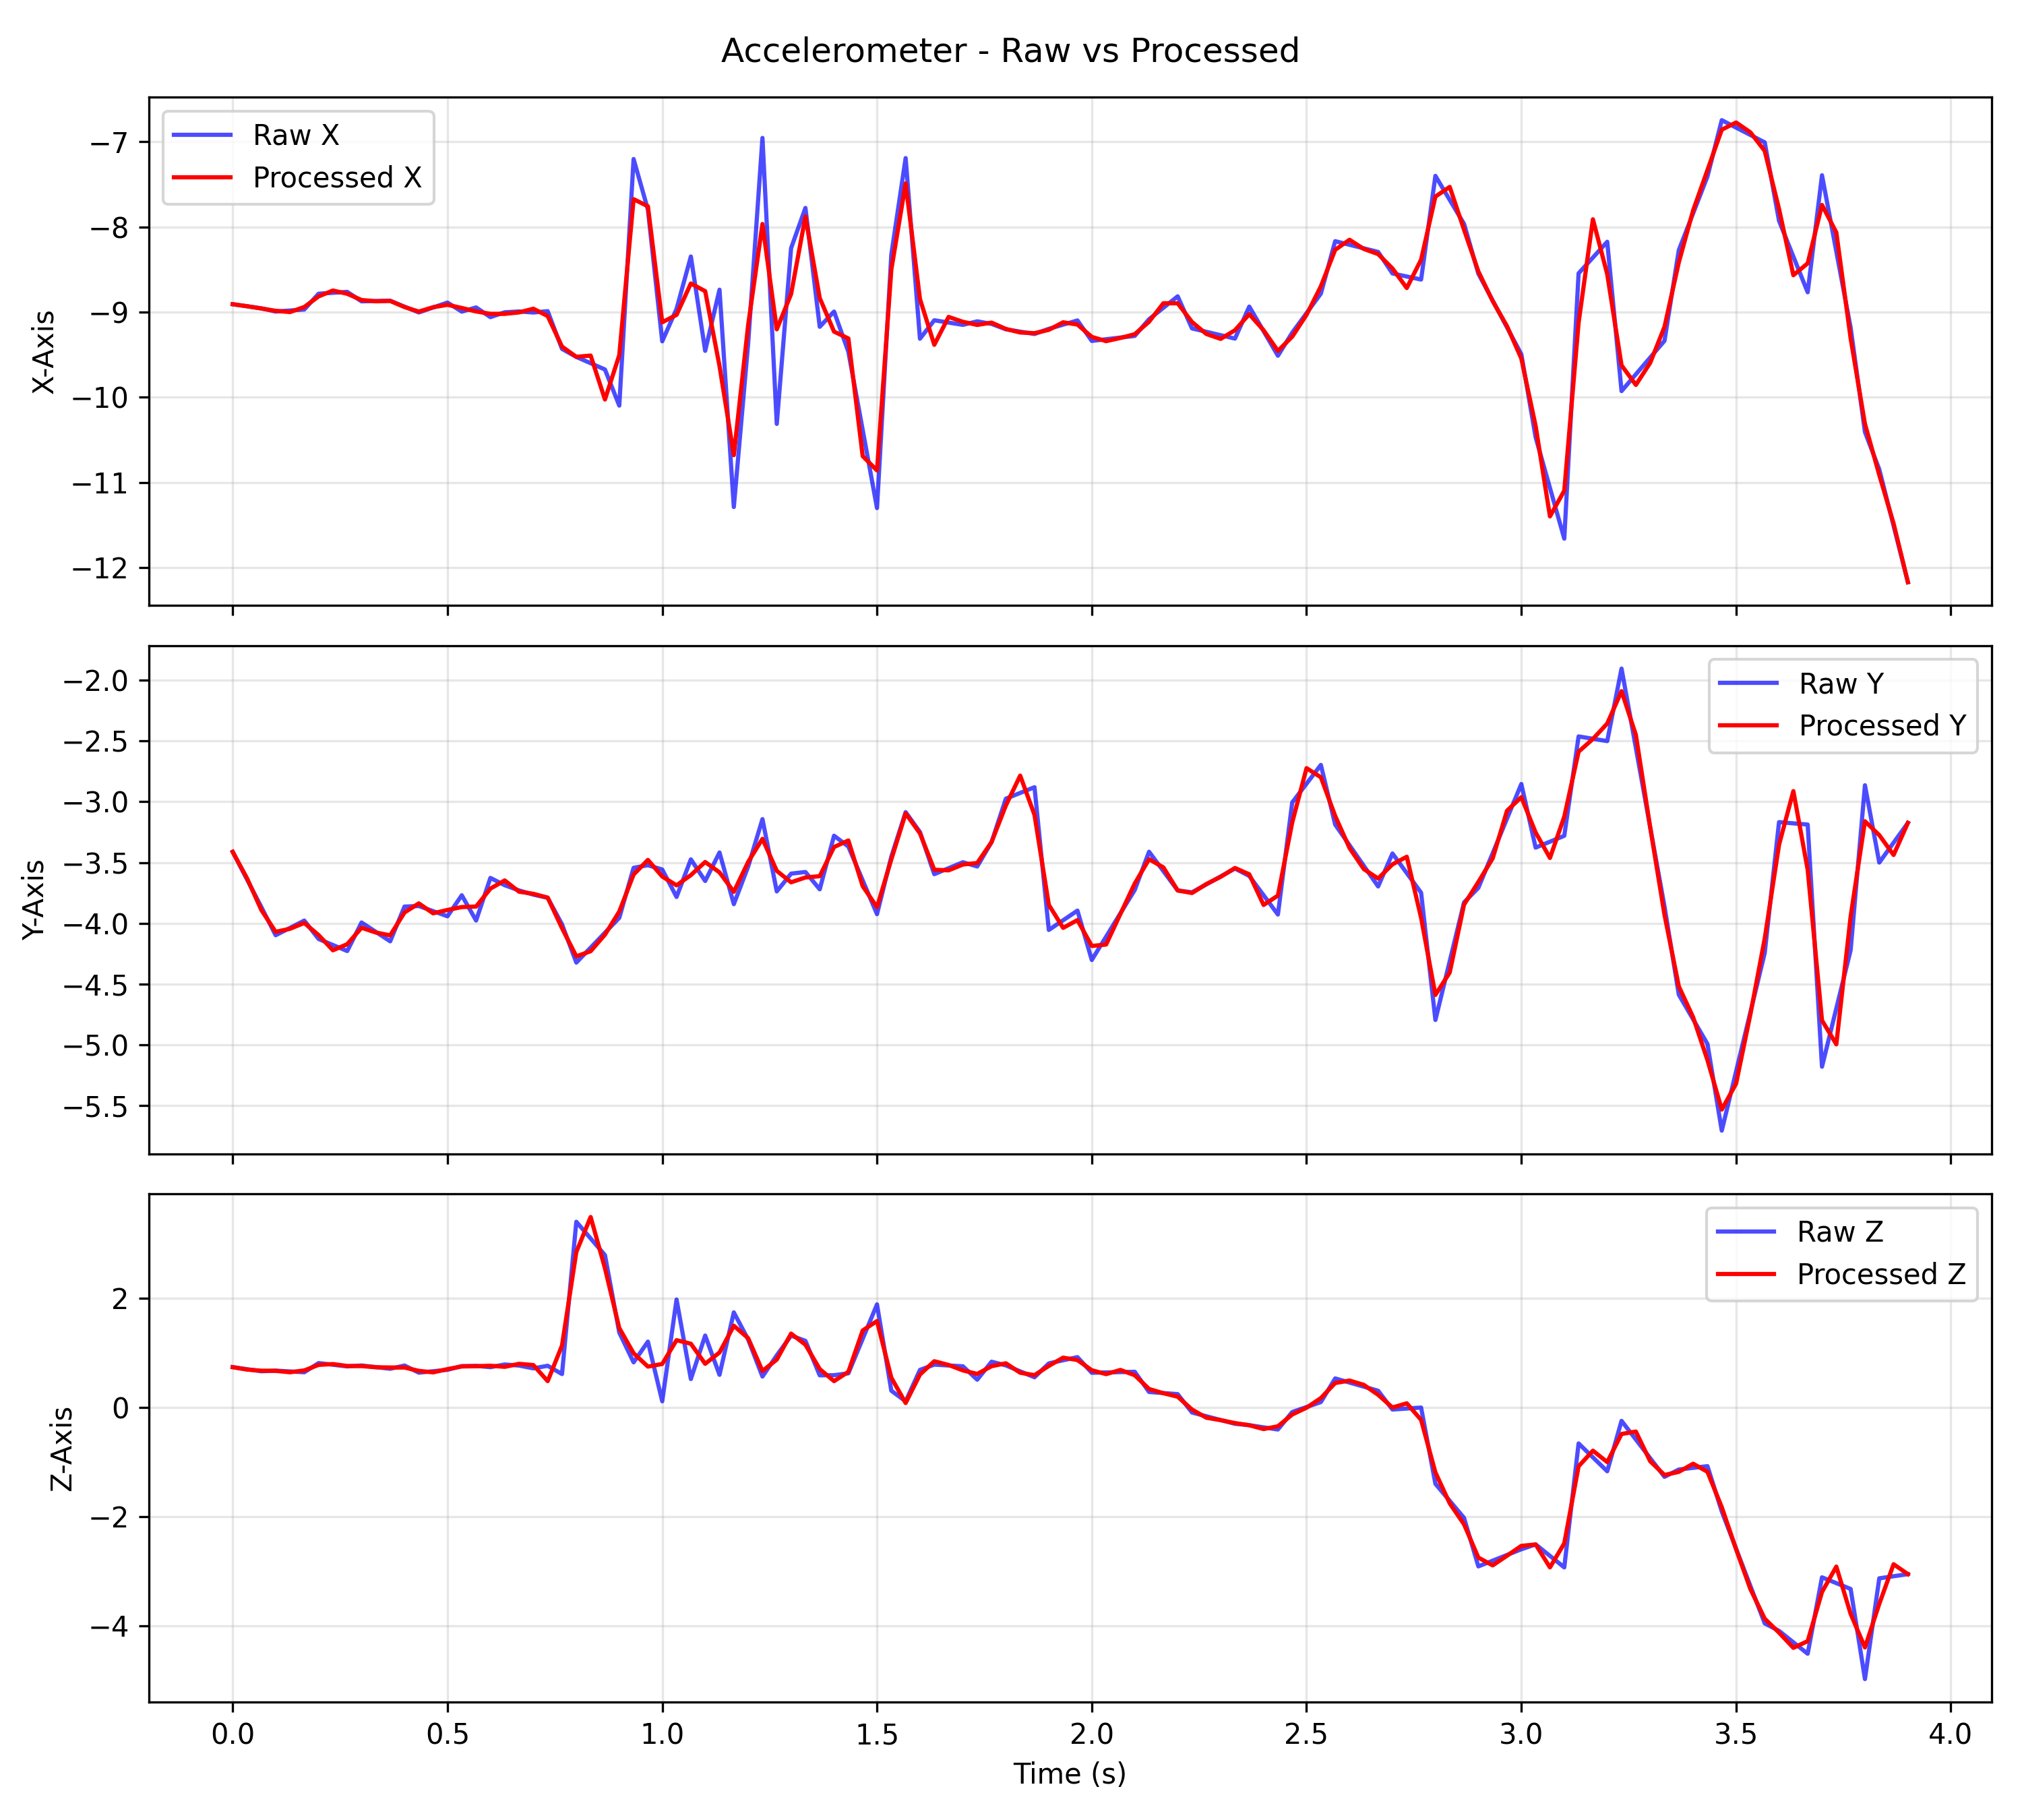 Accelerometer - Raw vs Processed
Raw X
Processed X
−7
−8
−9
−10
−11
−12
X-Axis
Raw Y
Processed Y
−2.0
−2.5
−3.0
−3.5
−4.0
−4.5
−5.0
−5.5
Y-Axis
Raw Z
Processed Z
2
0
−2
−4
Z-Axis
0.0 0.5 1.0 1.5 2.0 2.5 3.0 3.5 4.0
Time (s)